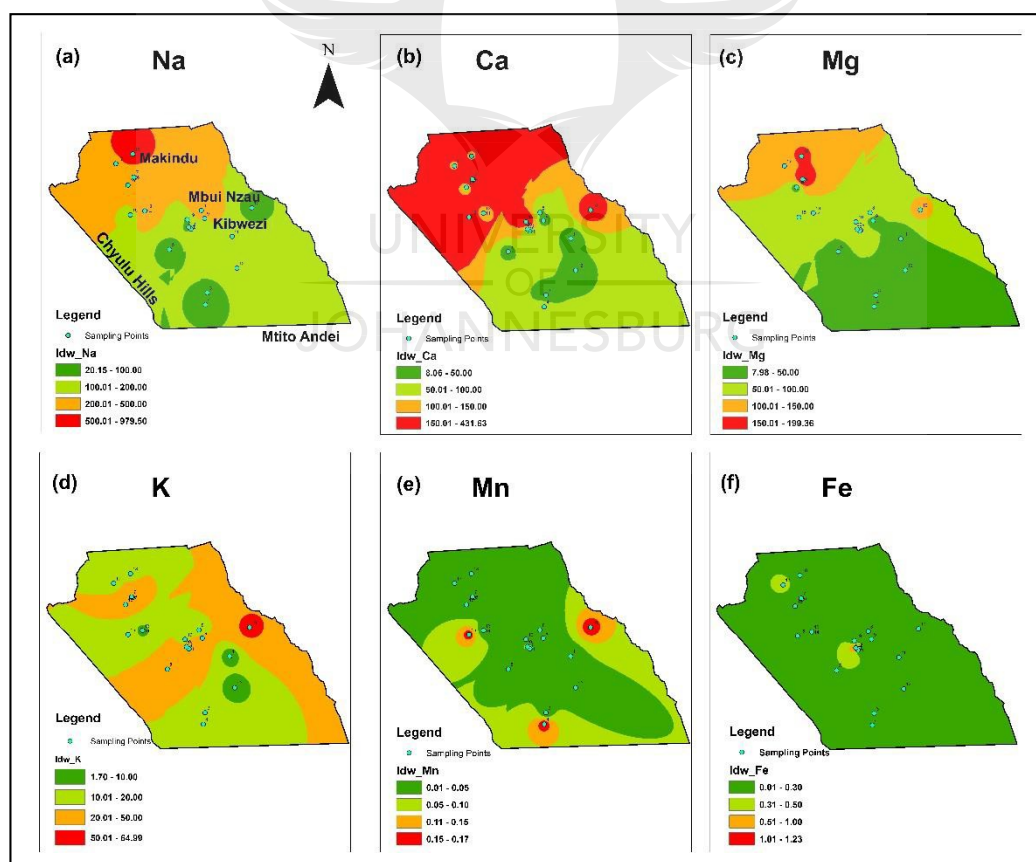 (a) Na
N
Makindu
Mbui Nzau
Kibwezi
Chyulu Hills
Mtito Andei
Legend
Sampling Points
Idw_Na
20.15 - 100.00
100.01 - 200.00
200.01 - 500.00
500.01 - 979.50
(b) Ca
Legend
Sampling Points
Idw_Ca
8.06 - 50.00
50.01 - 100.00
100.01 - 150.00
150.01 - 431.63
(c) Mg
Legend
Sampling Points
Idw_Mg
7.98 - 50.00
50.01 - 100.00
100.01 - 150.00
150.01 - 199.36
UNIVERSITY
OF
JOHANNESBURG
(d) K
Legend
Sampling Points
Idw_K
1.70 - 10.00
10.01 - 20.00
20.01 - 50.00
50.01 - 64.99
(e) Mn
Legend
Sampling Points
Idw_Mn
0.01 - 0.05
0.05 - 0.10
0.11 - 0.15
0.15 - 0.17
(f) Fe
Legend
Sampling Points
Idw_Fe
0.01 - 0.30
0.31 - 0.50
0.51 - 1.00
1.01 - 1.23